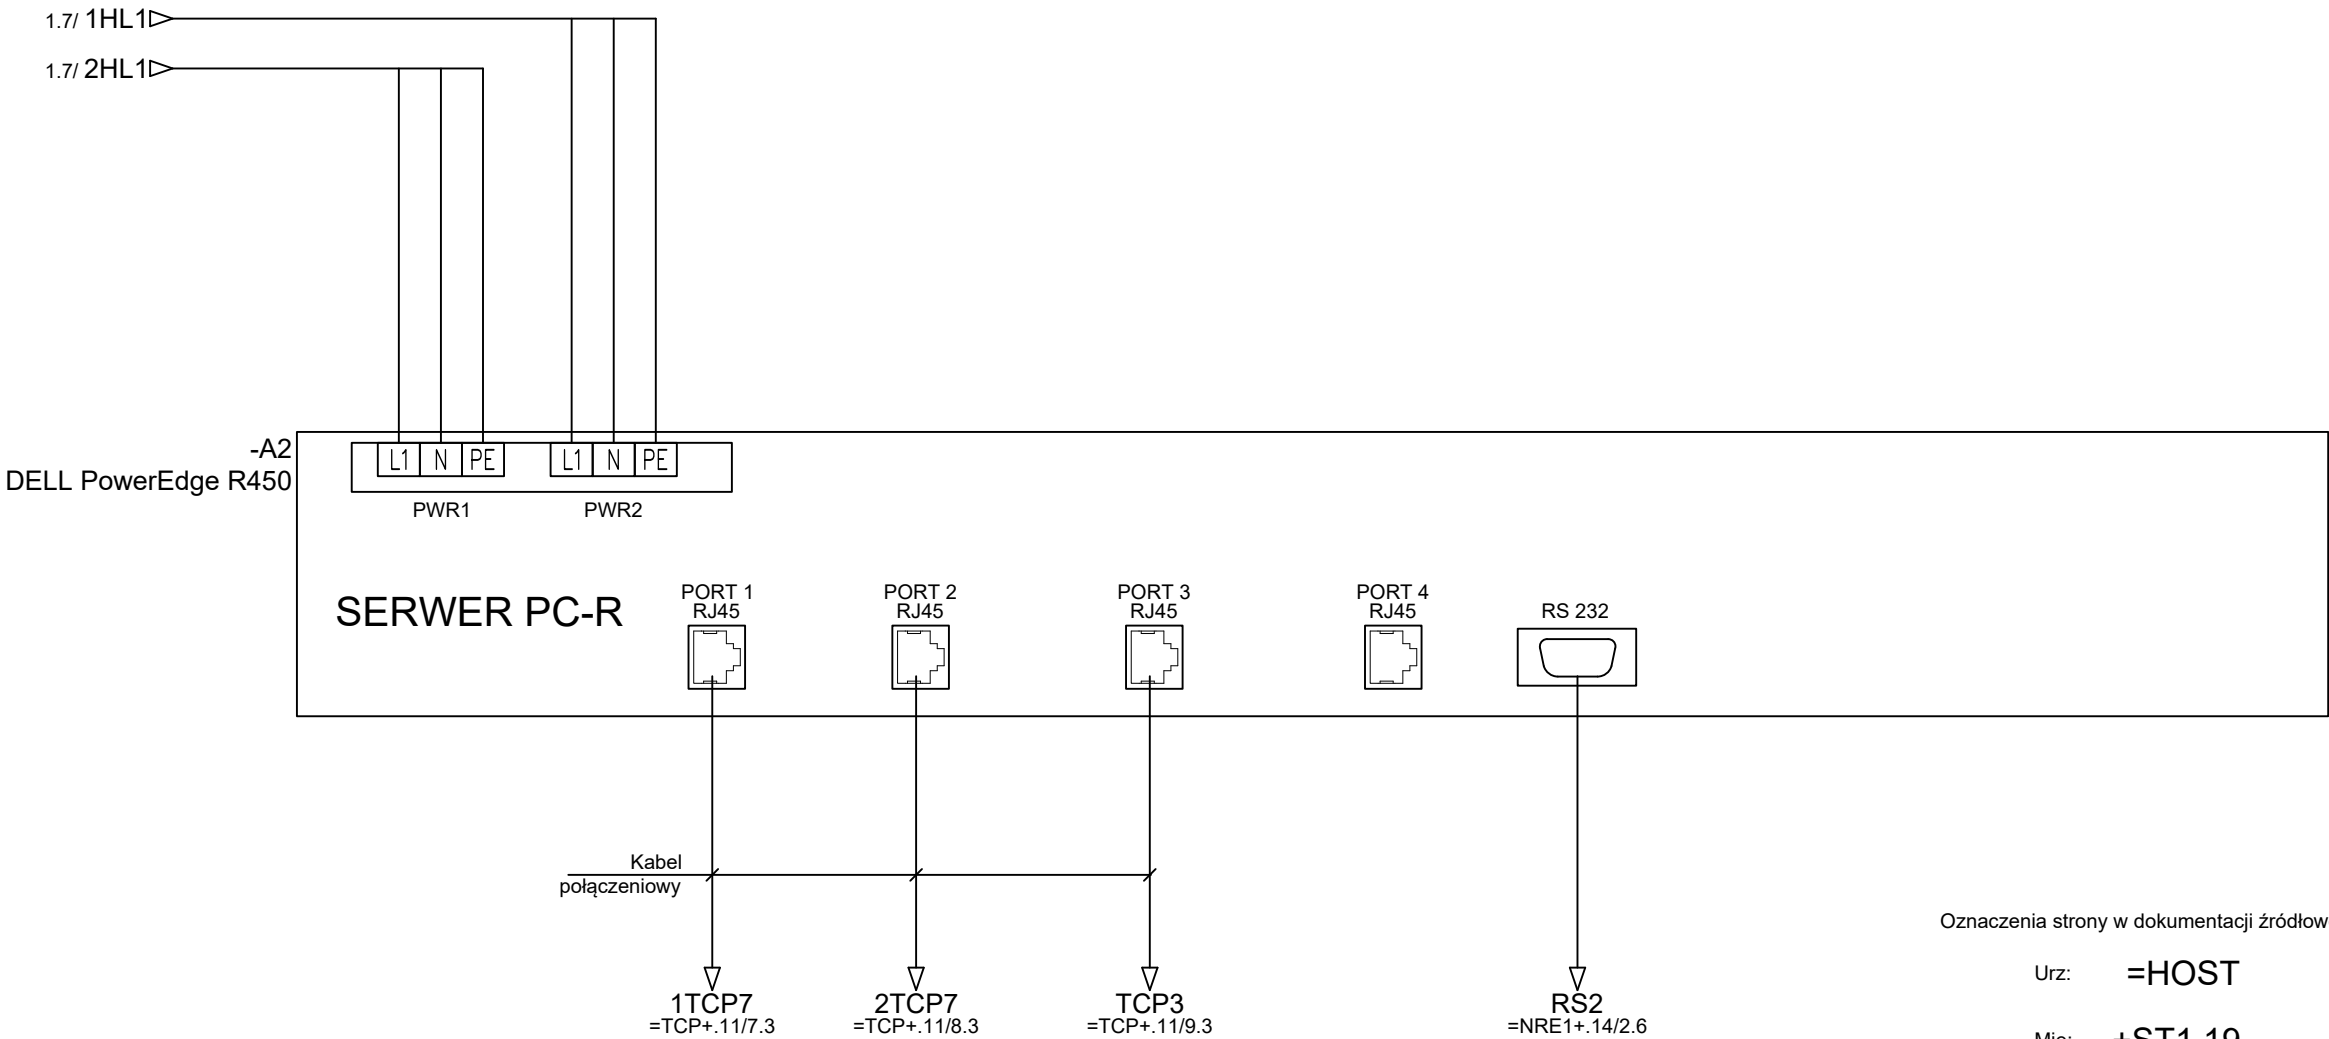 1.7/ 1HL1
1.7/ 2HL1
-A2
DELL PowerEdge R450
L1 N PE L1 N PE
PWR1 PWR2
SERWER PC-R
PORT 1 PORT 2 PORT 3 PORT 4
RJ45 RJ45 RJ45 RJ45 RS 232
Kabel
połączeniowy
Oznaczenia strony w dokumentacji źródłow
Urz: =HOST
1TCP7 2TCP7 TCP3 RS2
=TCP+.11/7.3 =TCP+.11/8.3 =TCP+.11/9.3 =NRE1+.14/2.6
+ST1.19